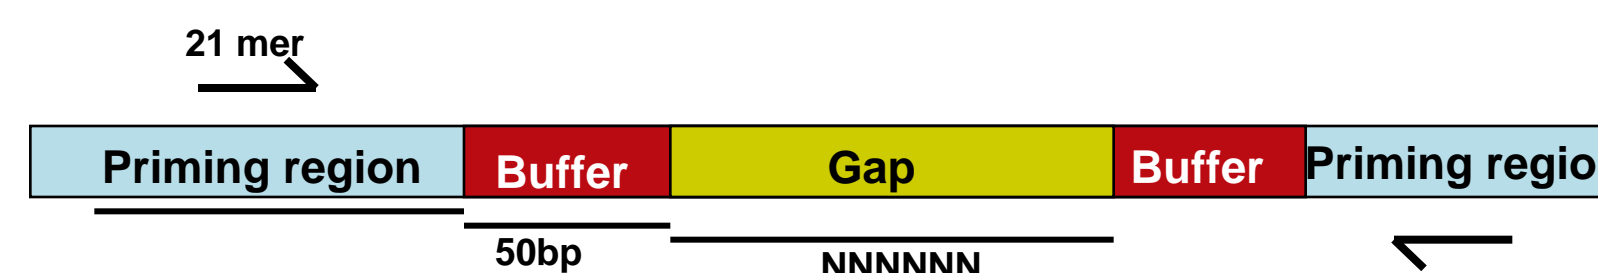 21 mer
Priming region
Buffer
Gap
Buffer
Priming regio
50bp
NNNNNN